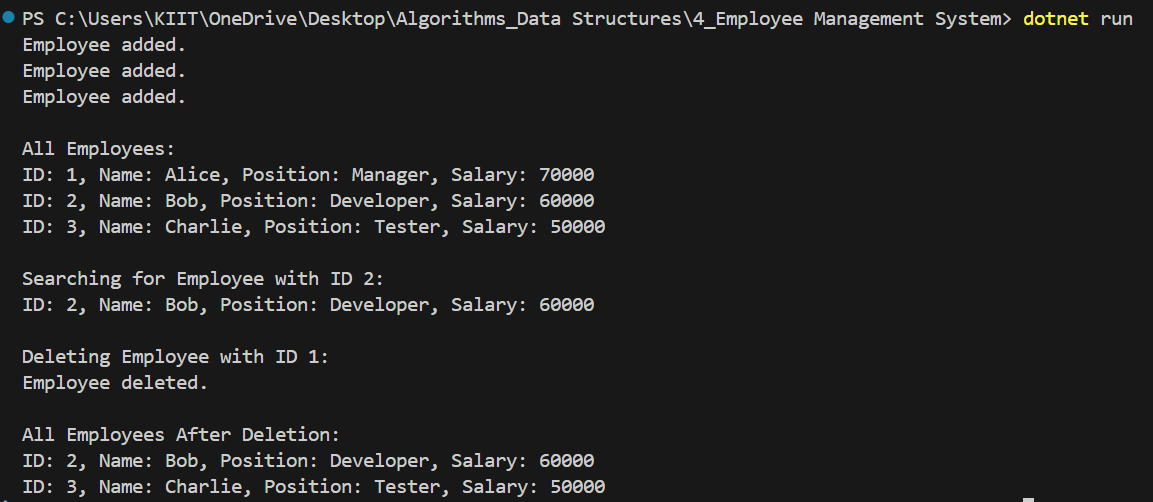 PS C:\Users\KIIT\OneDrive\Desktop\Algorithms_Data Structures\4_Employee Management System> dotnet run
Employee added.
Employee added.
Employee added.
All Employees:
ID: 1, Name: Alice, Position: Manager, Salary: 70000
ID: 2, Name: Bob, Position: Developer, Salary: 60000
ID: 3, Name: Charlie, Position: Tester, Salary: 50000
Searching for Employee with ID 2:
ID: 2, Name: Bob, Position: Developer, Salary: 60000
Deleting Employee with ID 1:
Employee deleted.
All Employees After Deletion:
ID: 2, Name: Bob, Position: Developer, Salary: 60000
ID: 3, Name: Charlie, Position: Tester, Salary: 50000